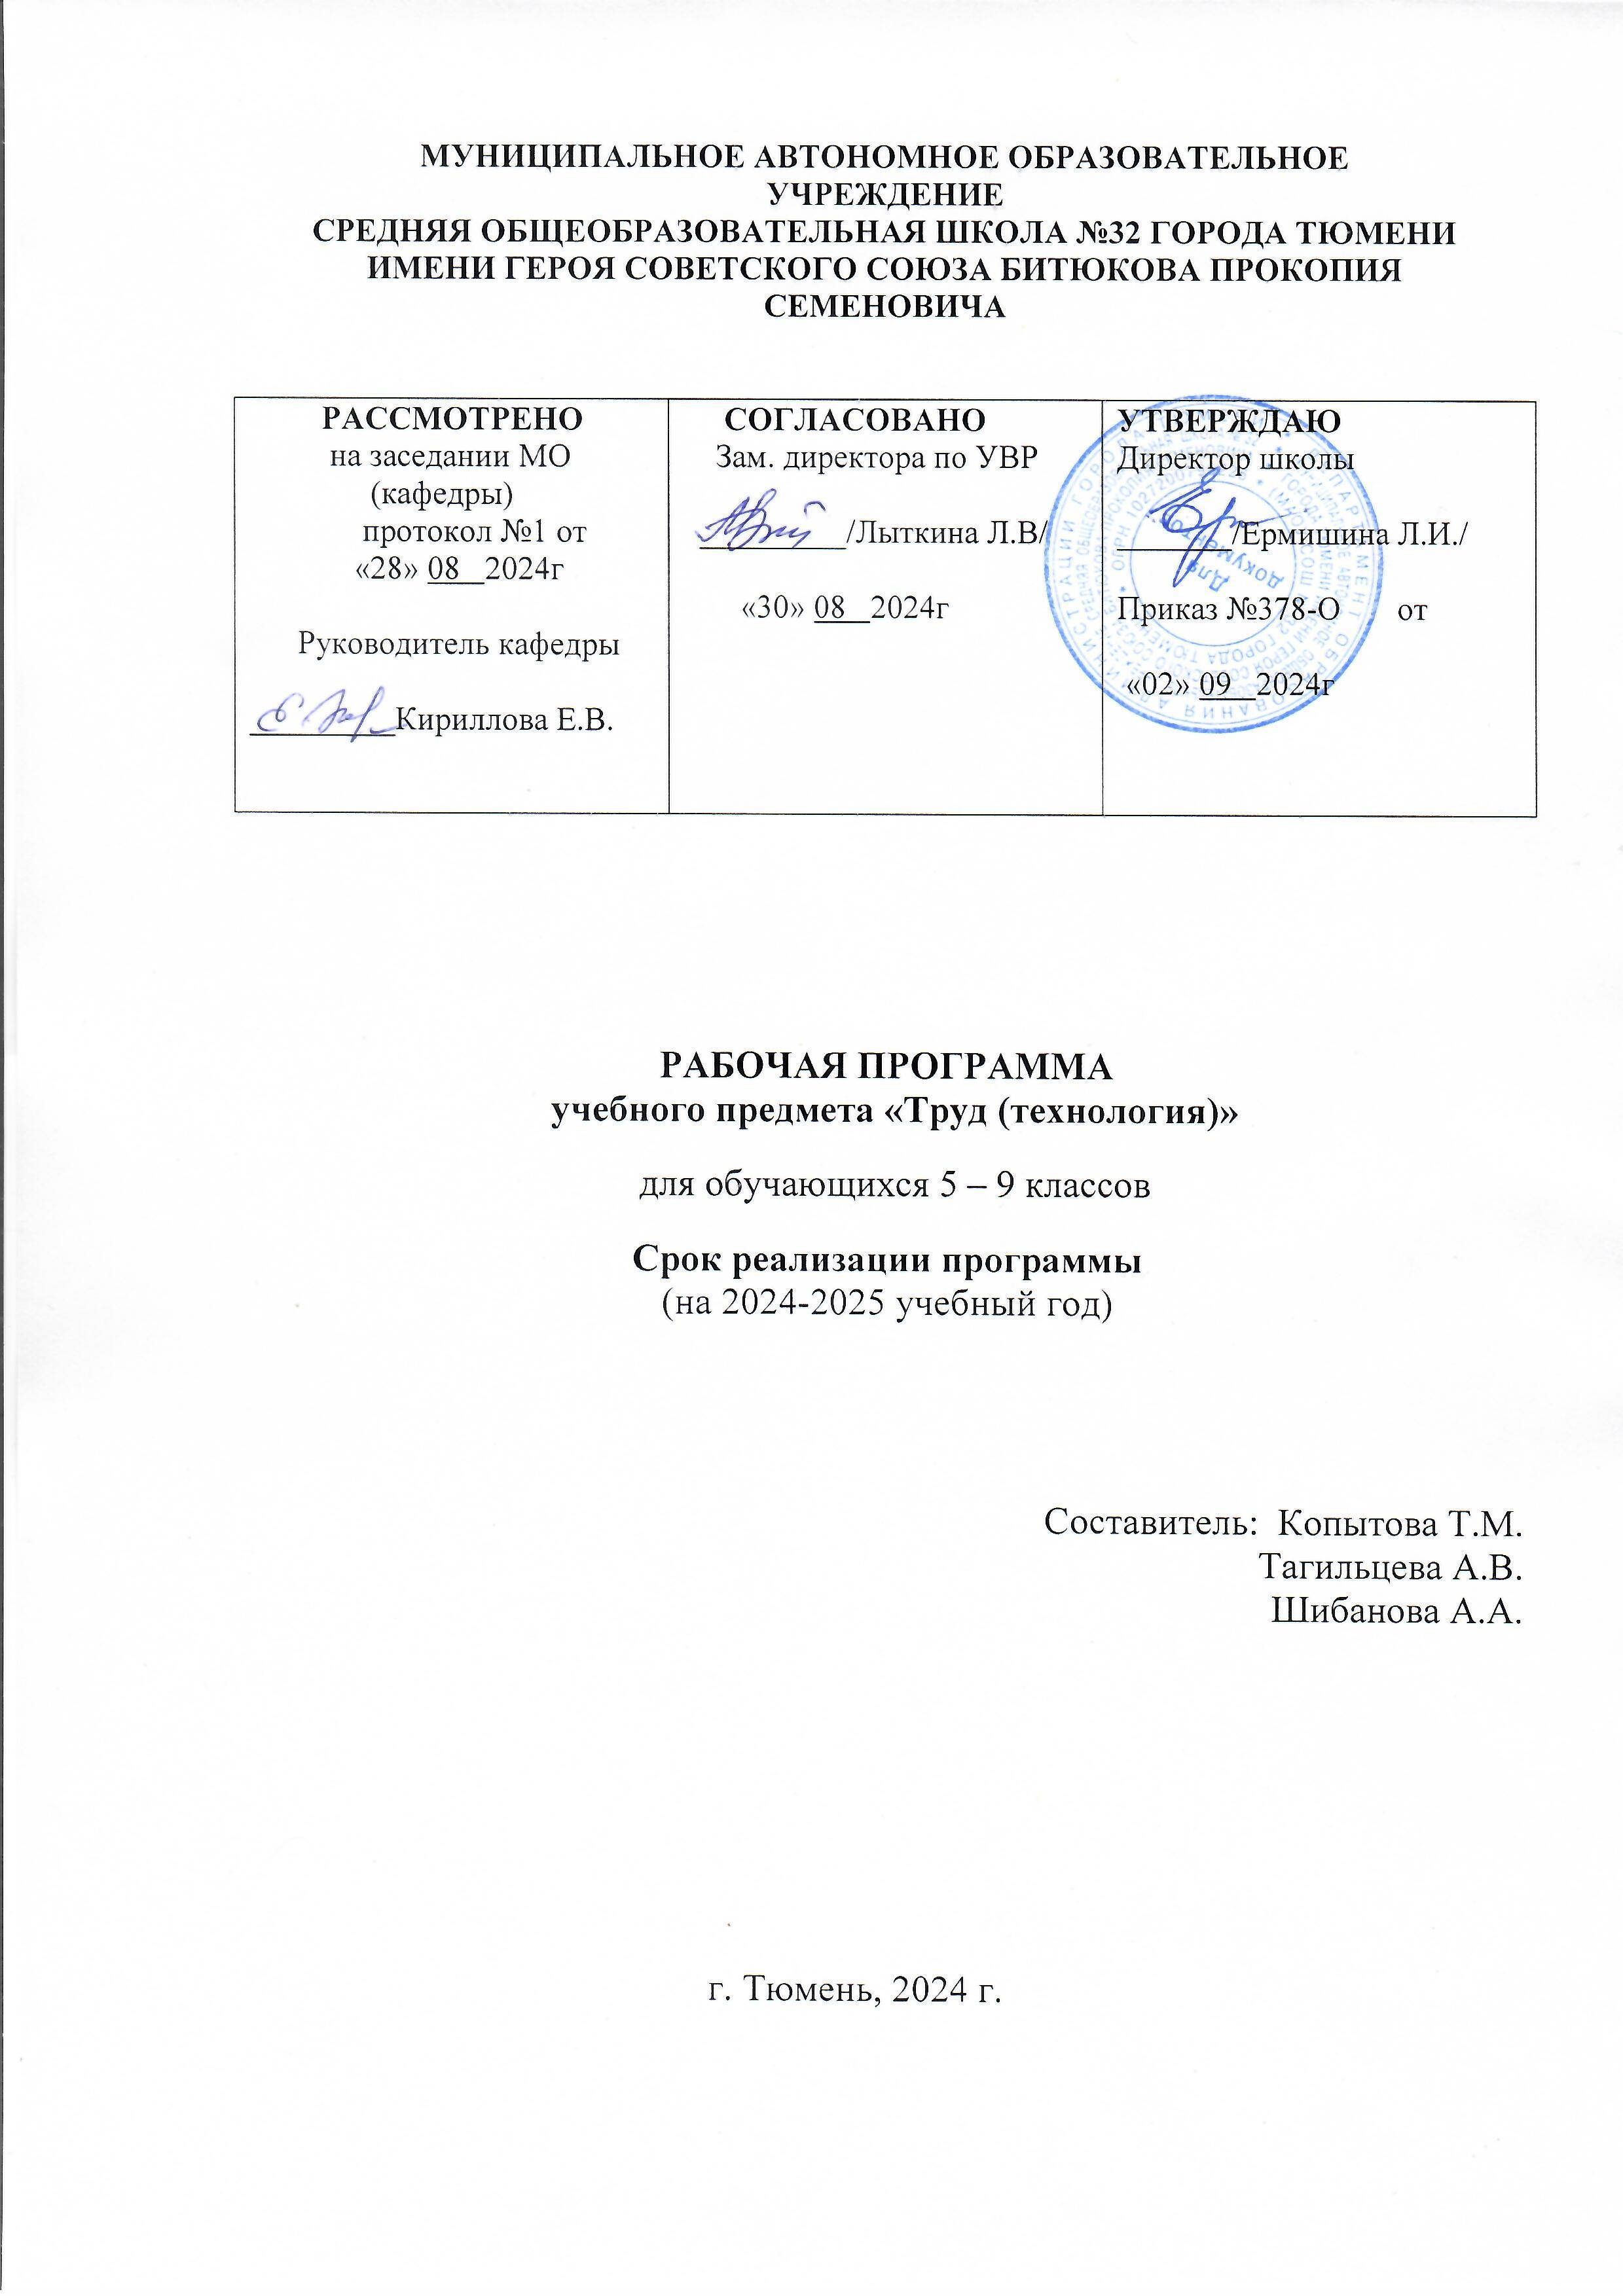 МУНИЦИПАЛЬНОЕ АВТОНОМНОЕ ОБРАЗОВАТЕЛЬНОЕ
УЧРЕЖДЕНИЕ
СРЕДНЯЯ ОБЩЕОБРАЗОВАТЕЛЬНАЯ ШКОЛА №32 ГОРОДА ТЮМЕНИ
ИМЕНИ ГЕРОЯ СОВЕТСКОГО СОЮЗА БИТЮКОВА ПРОКОПИЯ
СЕМЕНОВИЧА
РАССМОТРЕНО
на заседании МО
(кафедры)
протокол №1 от
«28» 08 2024г
Руководитель кафедры
Кириллова Е.В.
СОГЛАСОВАНО
Зам. директора по УВР
/Лыткина Л.В/
«30» 08 2024г
УТВЕРЖДАЮ
Директор школы
/Ермишина Л.И./
Приказ №378-О от
«02» 09 2024г
Для
документов
РАБОЧАЯ ПРОГРАММА
учебного предмета «Труд (технология)»
для обучающихся 5 – 9 классов
Срок реализации программы
(на 2024-2025 учебный год)
Составитель: Копытова Т.М.
Тагильцева А.В.
Шибанова А.А.
г. Тюмень, 2024 г.